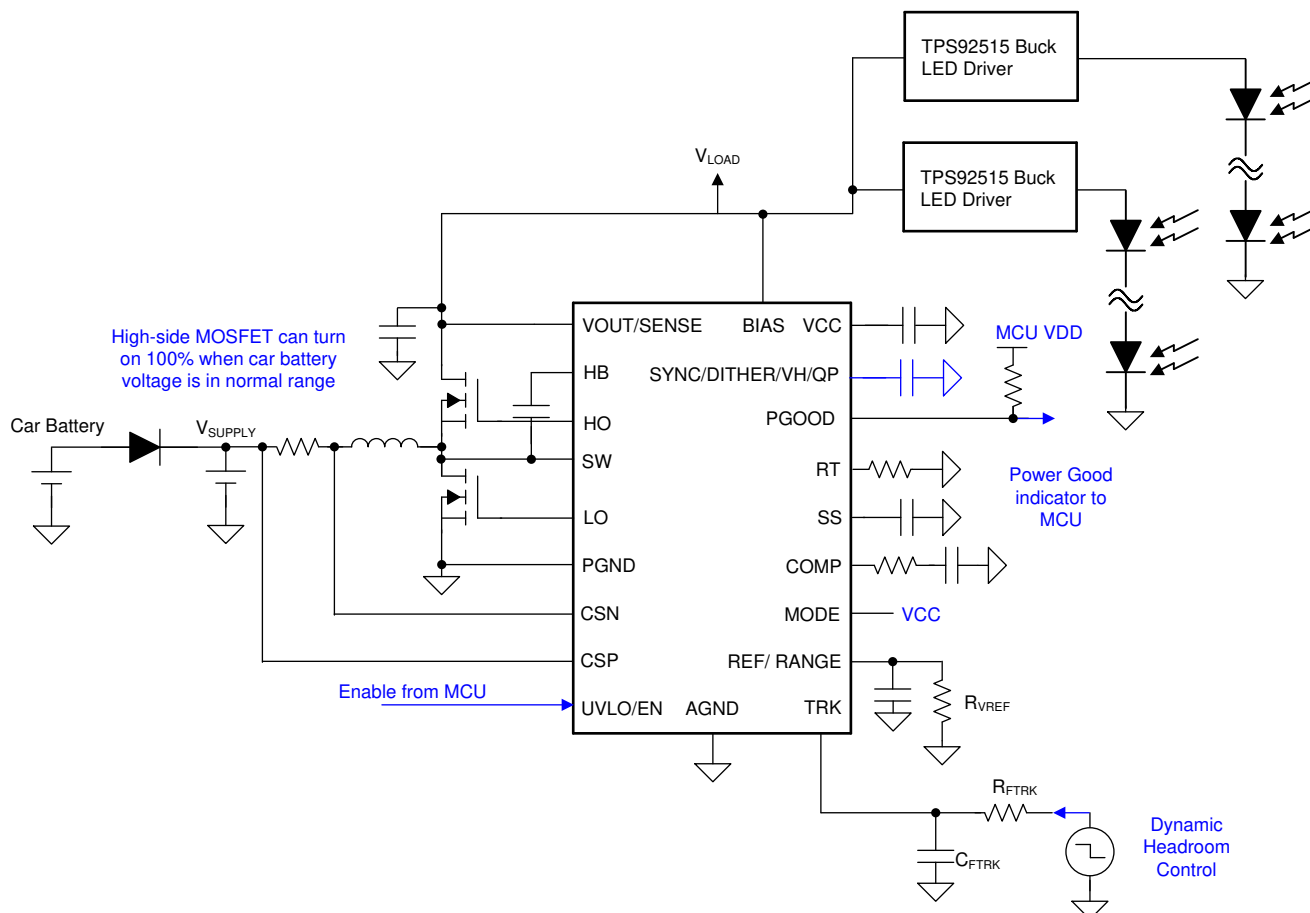 TPS92515 Buck
LED Driver
TPS92515 Buck
LED Driver
VLOAD
High-side MOSFET can turn
on 100% when car battery
voltage is in normal range
Car Battery
VSUPPLY
VOUT/SENSE
BIAS
VCC
HB
SYNC/DITHER/VH/QP
HO
PGOOD
SW
RT
LO
SS
PGND
COMP
CSN
MODE
CSP
REF/ RANGE
UVLO/EN
AGND
TRK
MCU VDD
Power Good
indicator to
MCU
VCC
Enable from MCU
RVREF
RFTRK
CFTRK
Dynamic
Headroom
Control